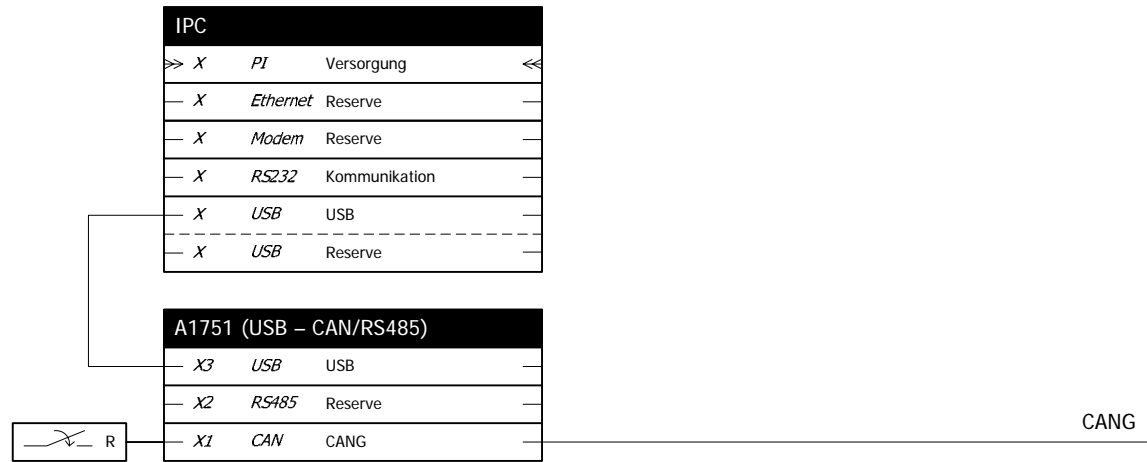 IPC
X PI Versorgung
X Ethernet Reserve
X Modem Reserve
X RS232 Kommunikation
X USB USB
X USB Reserve
A1751 (USB – CAN/RS485)
X3 USB USB
X2 RS485 Reserve
CANG
R X1 CAN CANG